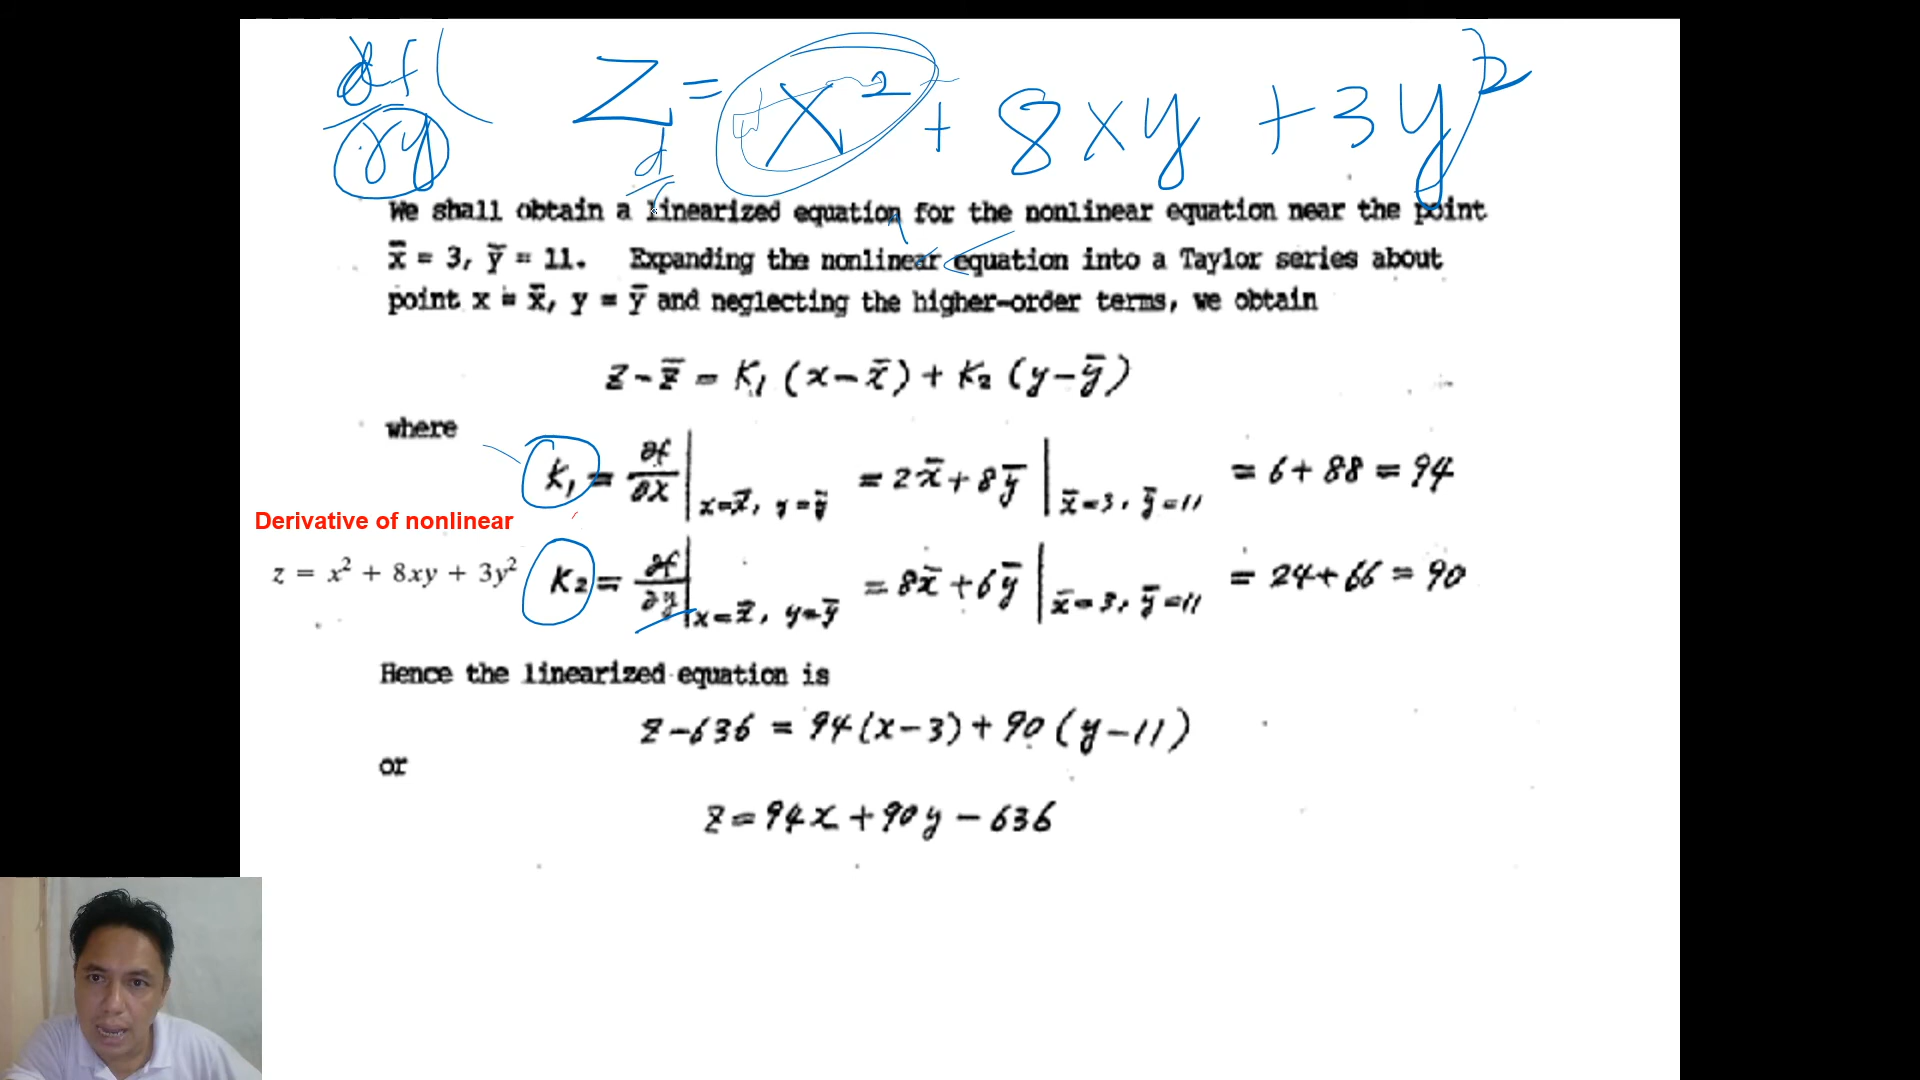 z = x² + 8xy + 3y²
We shall obtain a linearized equation for the nonlinear equation near the point
x̄ = 3, ȳ = 11. Expanding the nonlinear equation into a Taylor series about
point x = x̄, y = ȳ and neglecting the higher-order terms, we obtain
z - z̄ = K₁ (x - x̄) + K₂ (y - ȳ)
where
K₁ = ∂f/∂x | x=x̄, y=ȳ = 2x̄ + 8ȳ | x̄=3, ȳ=11 = 6 + 88 = 94
Derivative of nonlinear
z = x² + 8xy + 3y²
K₂ = ∂f/∂y | x=x̄, y=ȳ = 8x̄ + 6ȳ | x̄=3, ȳ=11 = 24 + 66 = 90
Hence the linearized equation is
z - 636 = 94 (x - 3) + 90 (y - 11)
or
z = 94x + 90y - 636